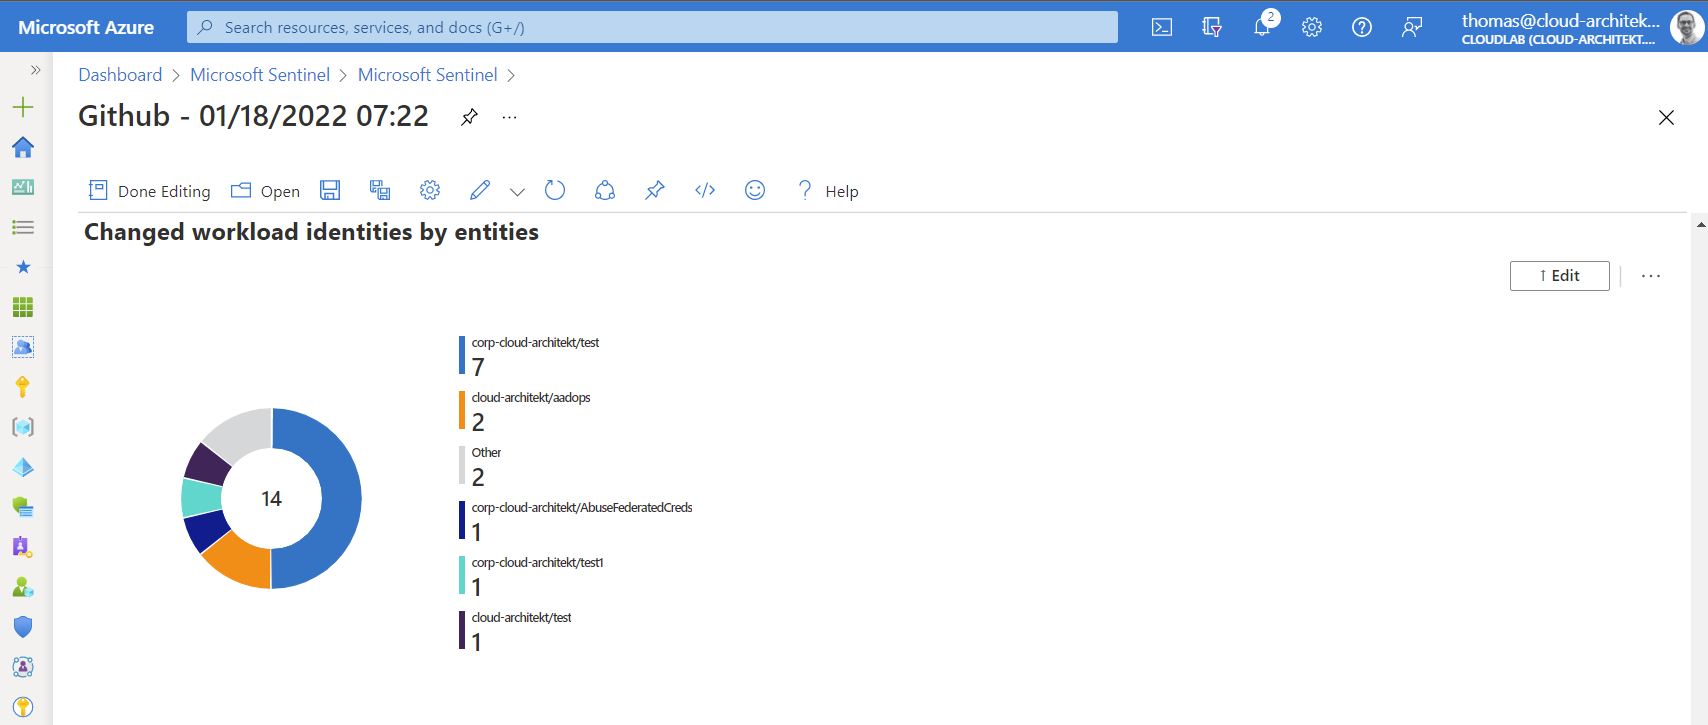 Microsoft Azure
Search resources, services, and docs (G+/)
2
thomas@cloud-architek...
CLOUDLAB (CLOUD-ARCHITEKT....
Dashboard > Microsoft Sentinel > Microsoft Sentinel >
Github - 01/18/2022 07:22
Done Editing
Open
Help
Changed workload identities by entities
↑ Edit
corp-cloud-architekt/test
7
cloud-architekt/aadops
2
Other
2
corp-cloud-architekt/AbuseFederatedCreds
1
corp-cloud-architekt/test1
1
cloud-architekt/test
1
14